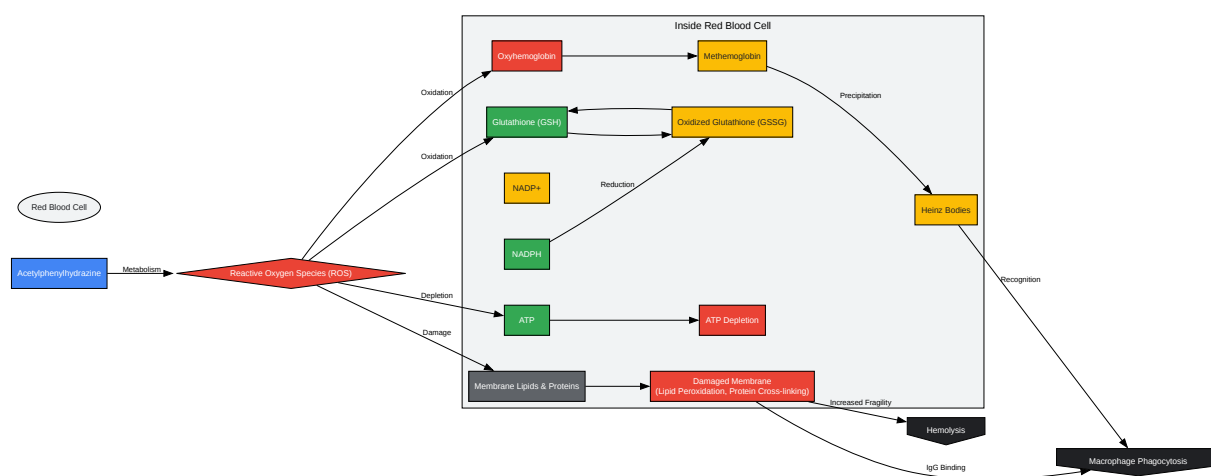 Inside Red Blood Cell
Oxyhemoglobin
Methemoglobin
Oxidation
Precipitation
Glutathione (GSH)
Oxidized Glutathione (GSSG)
Oxidation
NADP+
Reduction
Red Blood Cell
Heinz Bodies
NADPH
Acetylphenylhydrazine
Metabolism
Reactive Oxygen Species (ROS)
Recognition
Depletion
ATP
ATP Depletion
Damage
Membrane Lipids & Proteins
Damaged Membrane
(Lipid Peroxidation, Protein Cross-linking)
Increased Fragility
Hemolysis
IgG Binding
Macrophage Phagocytosis